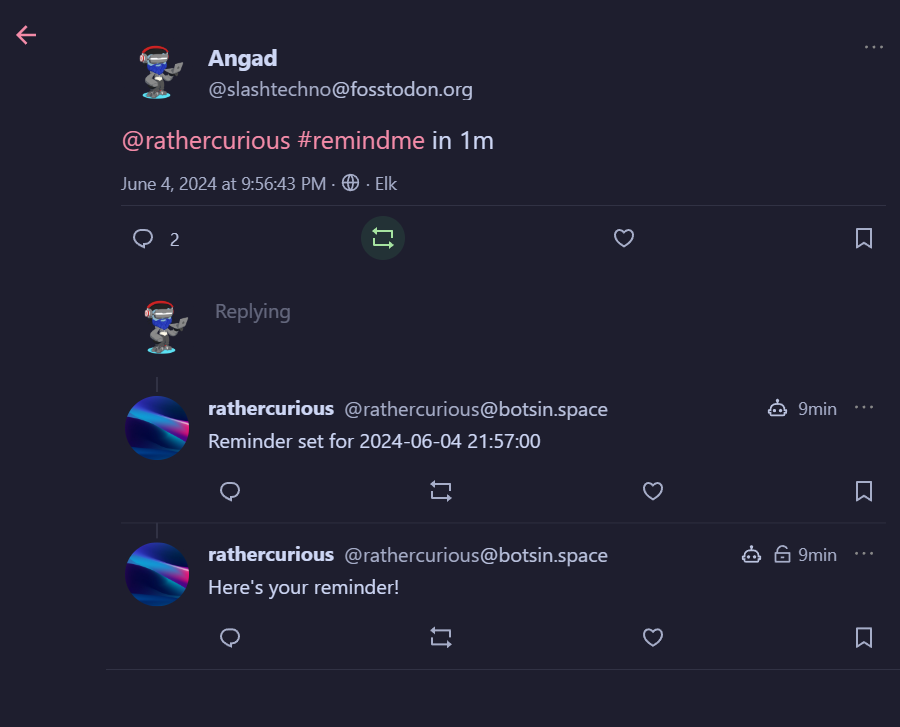 Angad
@slashtechno@fosstodon.org
@rathercurious #remindme in 1m
June 4, 2024 at 9:56:43 PM · · Elk
2
Replying
rathercurious @rathercurious@botsin.space 9min
Reminder set for 2024-06-04 21:57:00
rathercurious @rathercurious@botsin.space 9min
Here's your reminder!